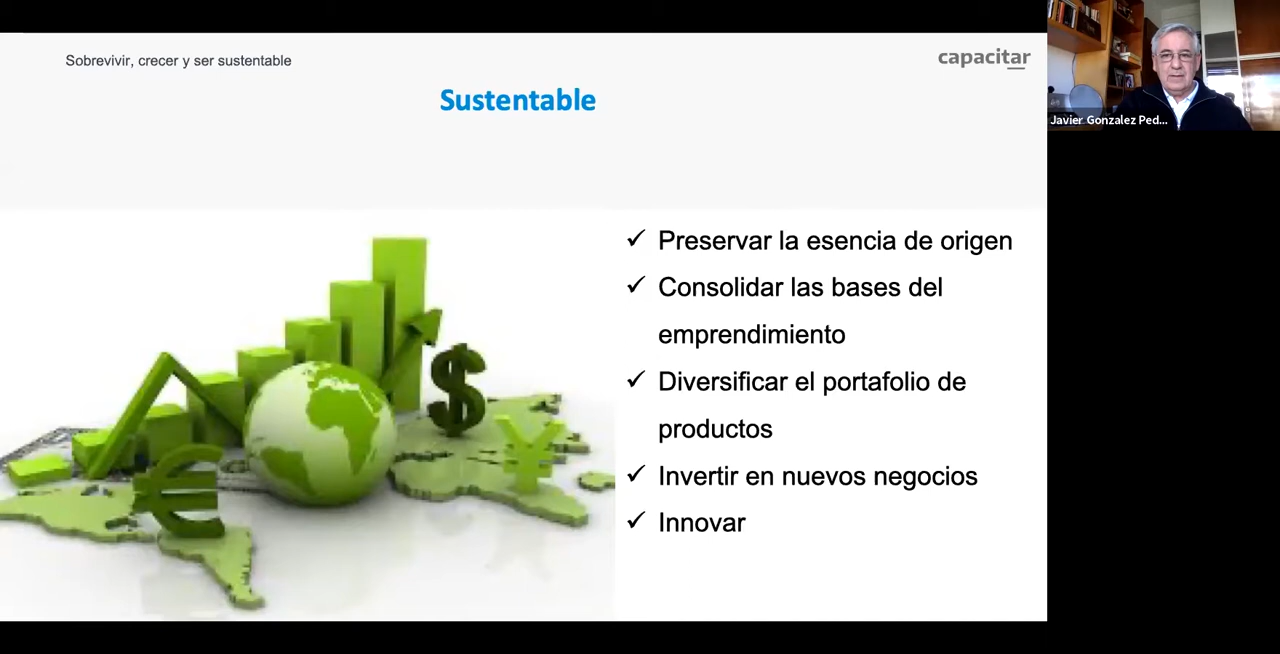 Sobrevivir, crecer y ser sustentable
capacitar
Sustentable
Javier Gonzalez Ped...
✓ Preservar la esencia de origen
✓ Consolidar las bases del
emprendimiento
✓ Diversificar el portafolio de
productos
✓ Invertir en nuevos negocios
✓ Innovar
$
¥
€